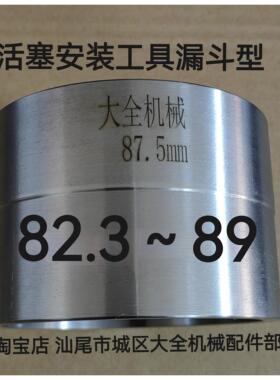 活塞安装工具漏斗型
大全机械
87.5mm
82.3 ~ 89
淘宝店 汕尾市城区大全机械配件部